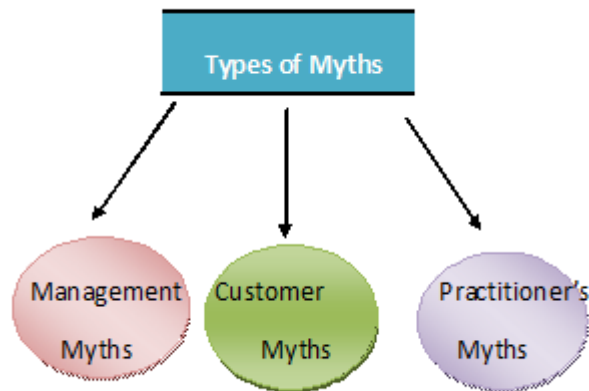 Types of Myths
Management
Myths
Customer
Myths
Practitioner's
Myths